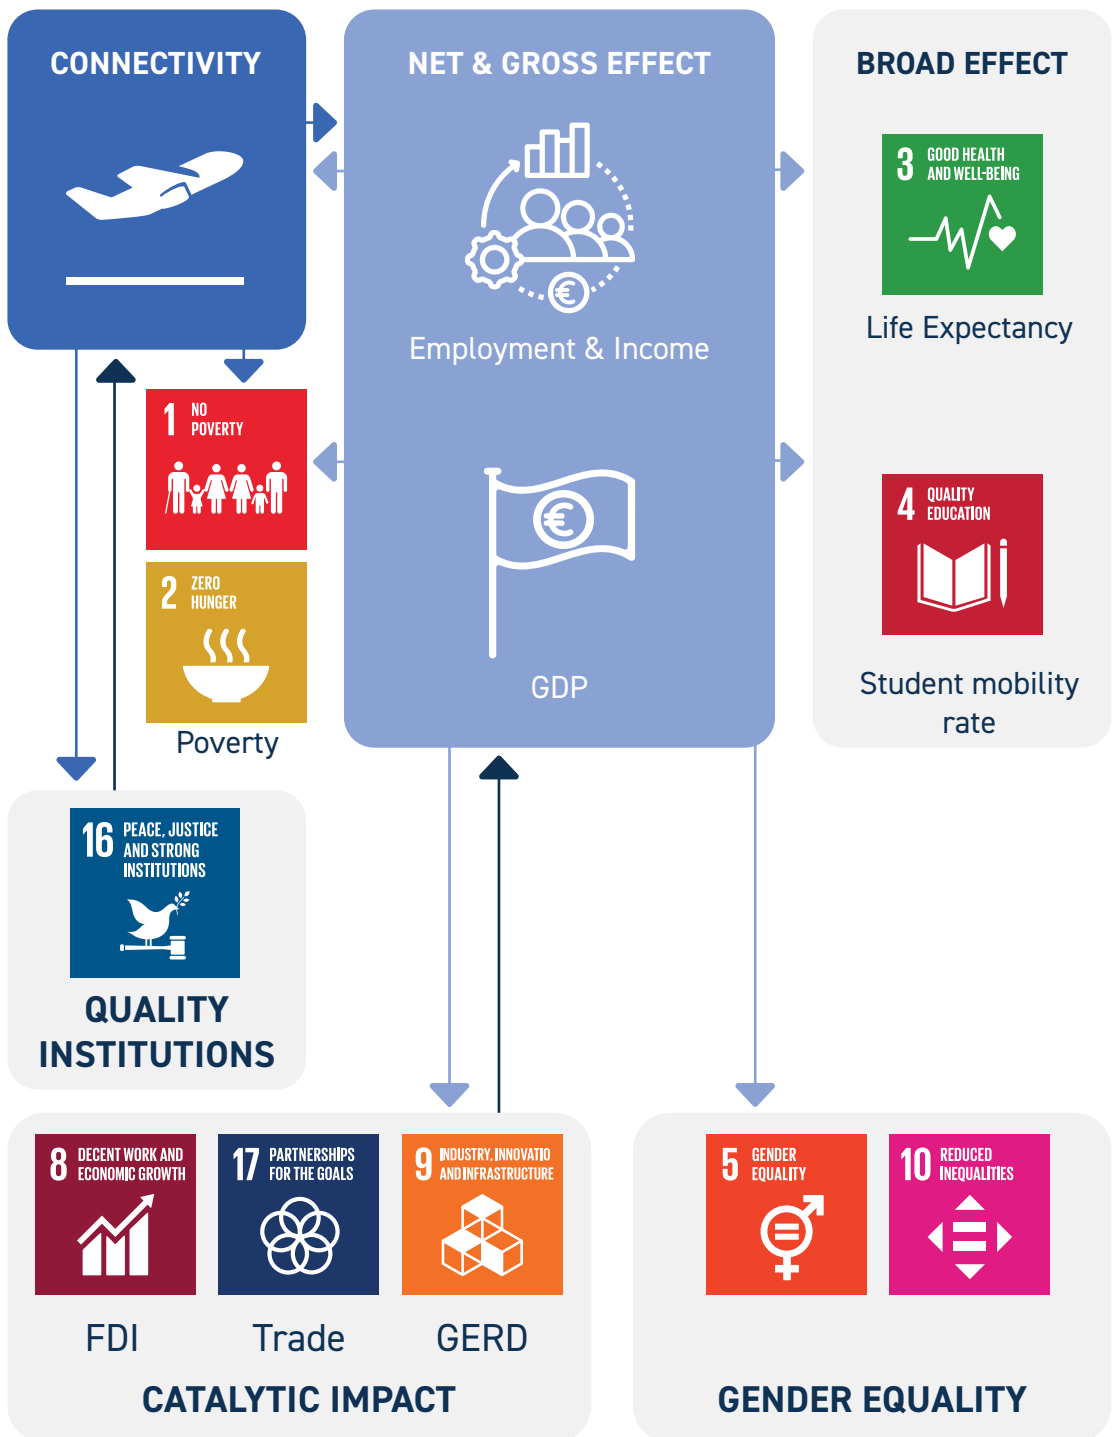 CONNECTIVITY
NET & GROSS EFFECT
BROAD EFFECT
3 GOOD HEALTH
AND WELL-BEING
Life Expectancy
Employment & Income
1 NO
POVERTY
2 ZERO
HUNGER
Poverty
€
€
GDP
4 QUALITY
EDUCATION
Student mobility
rate
16 PEACE, JUSTICE
AND STRONG
INSTITUTIONS
QUALITY
INSTITUTIONS
8 DECENT WORK AND
ECONOMIC GROWTH
17 PARTNERSHIPS
FOR THE GOALS
9 INDUSTRY, INNOVATIO
AND INFRASTRUCTURE
FDI
Trade
GERD
CATALYTIC IMPACT
5 GENDER
EQUALITY
10 REDUCED
INEQUALITIES
GENDER EQUALITY